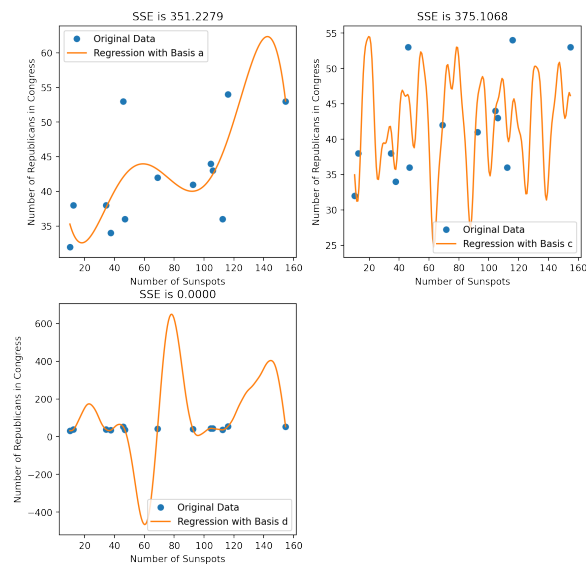 SSE is 351.2279
Number of Republicans in Congress
60
55
50
45
40
35
Original Data
Regression with Basis a
20 40 60 80 100 120 140 160
Number of Sunspots
SSE is 375.1068
Number of Republicans in Congress
55
50
45
40
35
30
25
Original Data
Regression with Basis c
0 20 40 60 80 100 120 140 160
Number of Sunspots
SSE is 0.0000
Number of Republicans in Congress
600
400
200
0
−200
−400
Original Data
Regression with Basis d
20 40 60 80 100 120 140 160
Number of Sunspots